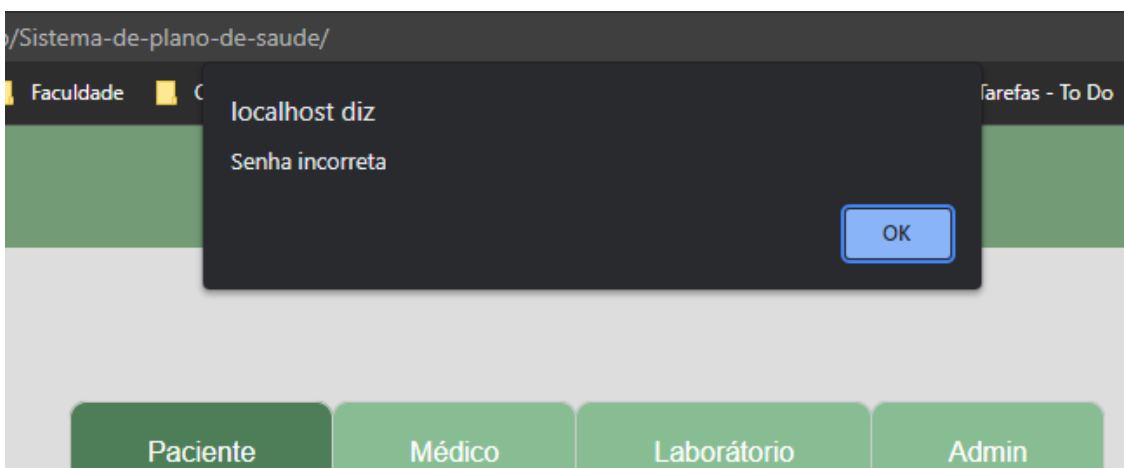 /Sistema-de-plano-de-saude/
Faculdade
Tarefas - To Do
localhost diz
Senha incorreta
OK
Paciente Médico Laborátorio Admin